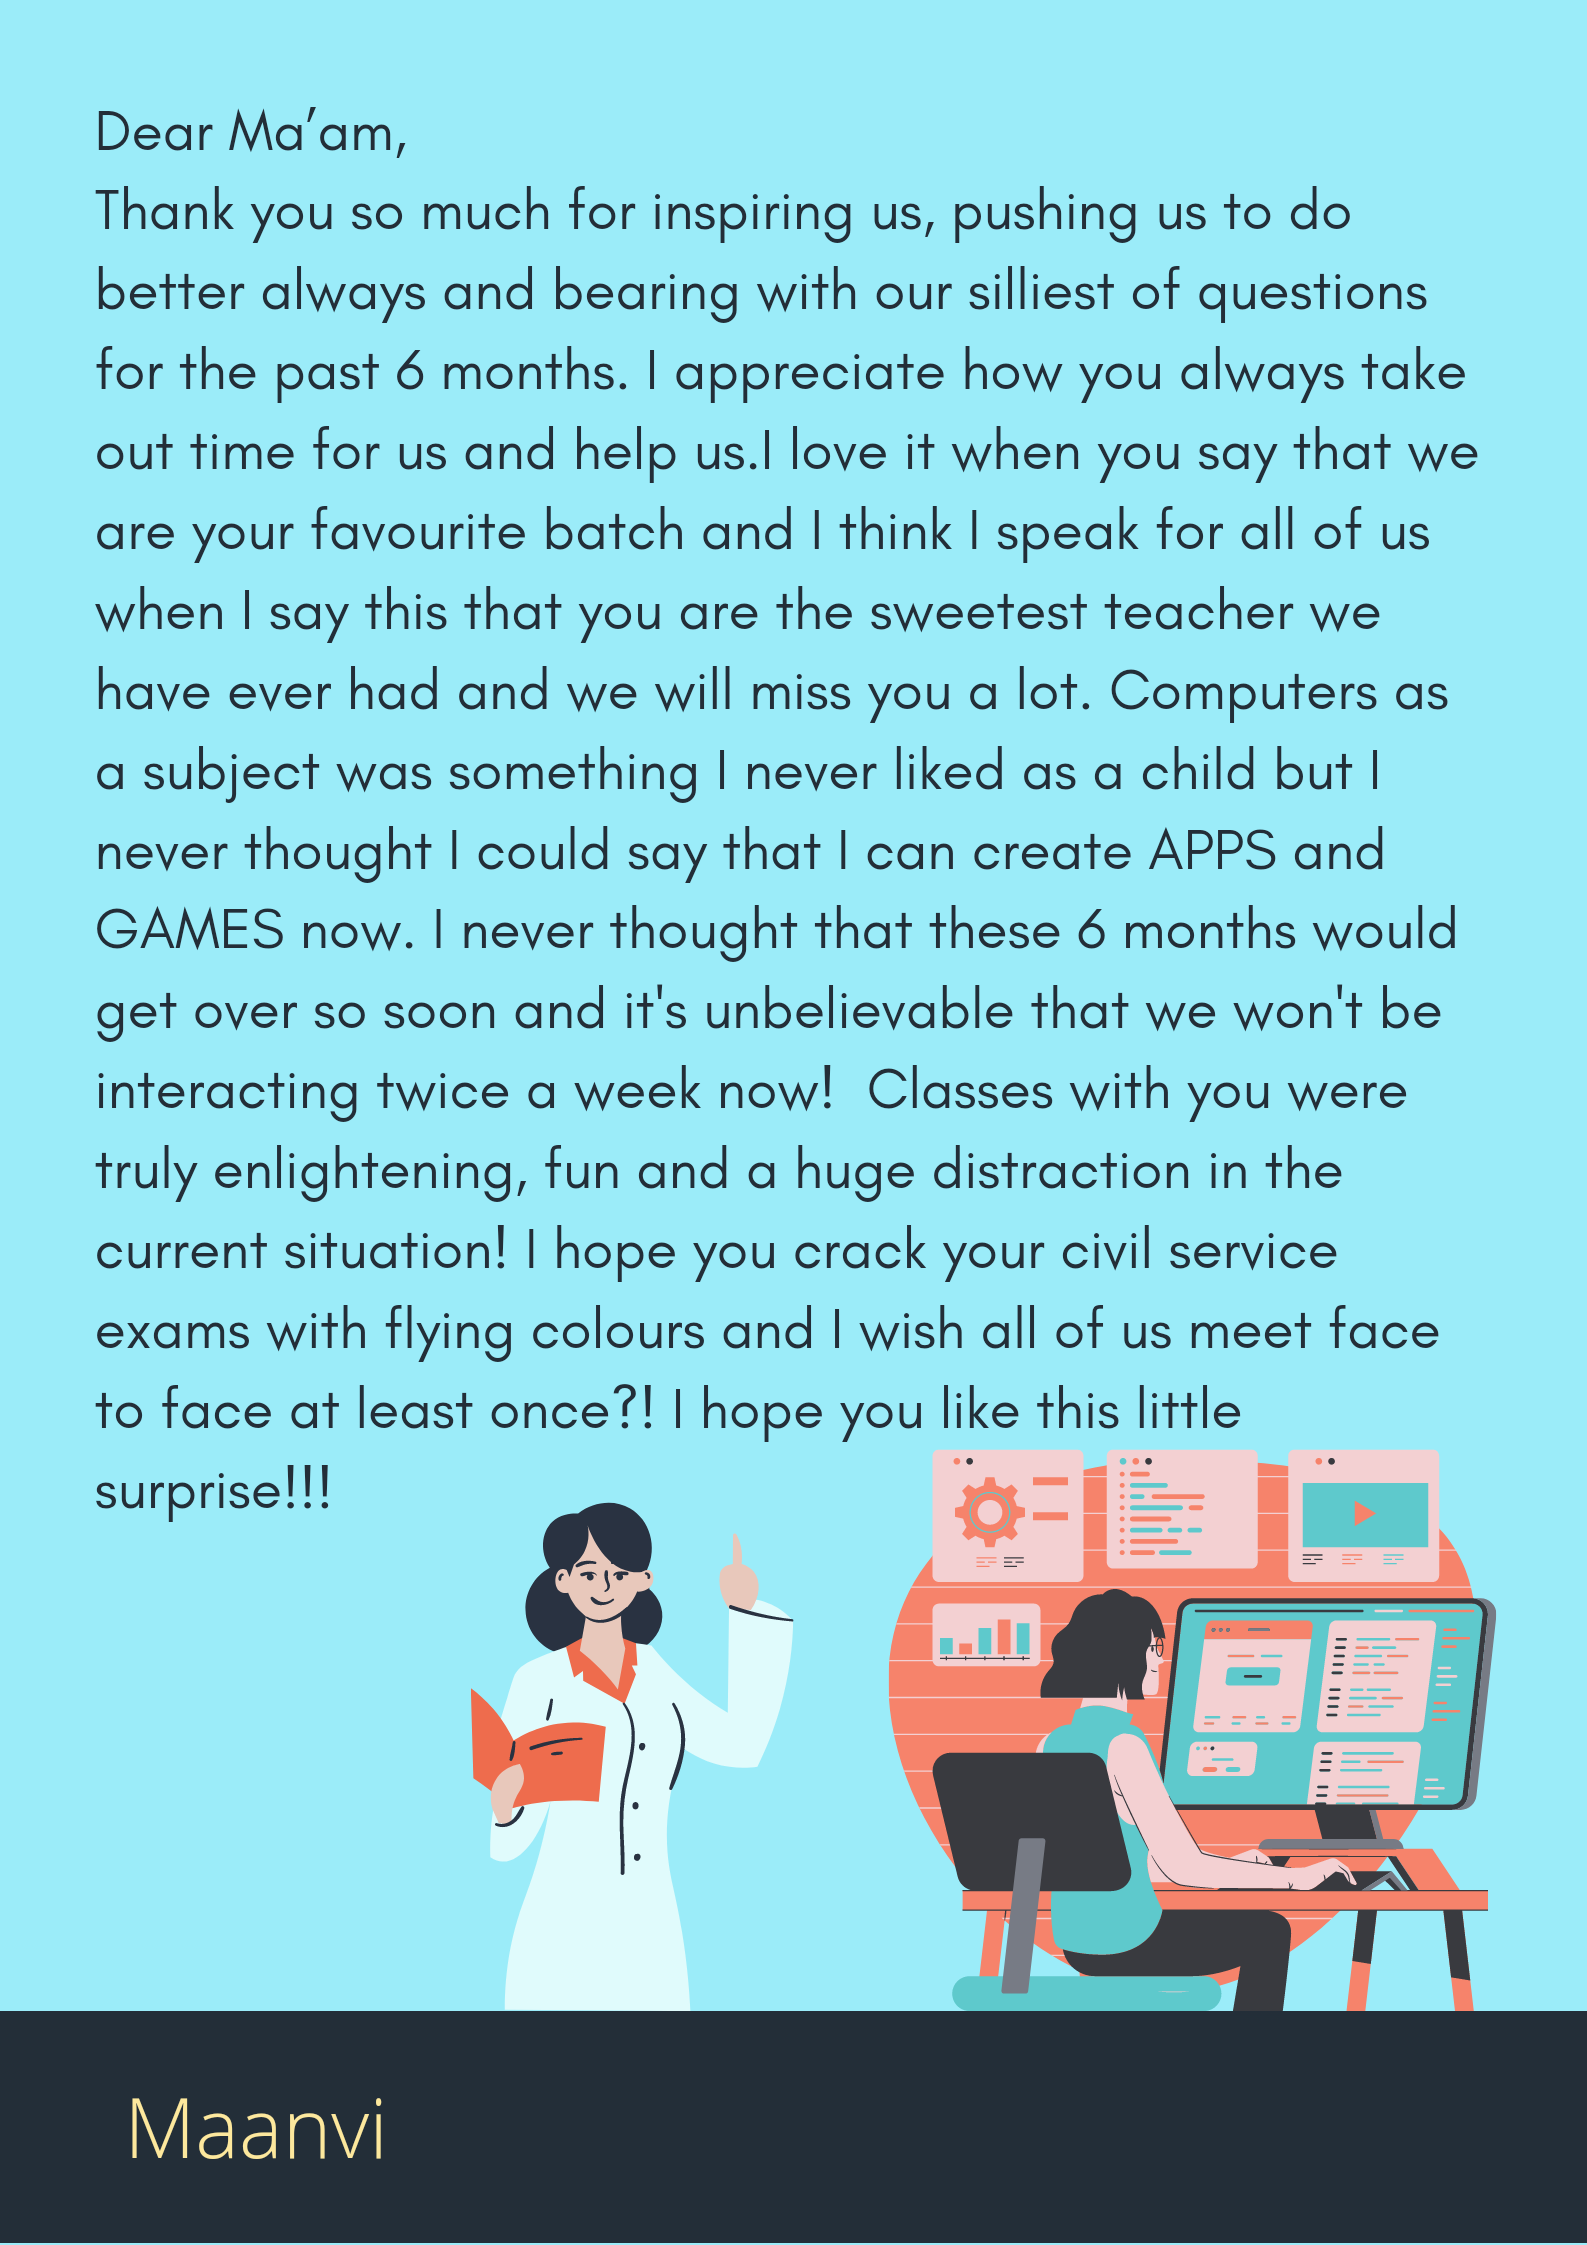 Dear Ma’am,
Thank you so much for inspiring us, pushing us to do
better always and bearing with our silliest of questions
for the past 6 months. I appreciate how you always take
out time for us and help us.I love it when you say that we
are your favourite batch and I think I speak for all of us
when I say this that you are the sweetest teacher we
have ever had and we will miss you a lot. Computers as
a subject was something I never liked as a child but I
never thought I could say that I can create APPS and
GAMES now. I never thought that these 6 months would
get over so soon and it's unbelievable that we won't be
interacting twice a week now!  Classes with you were
truly enlightening, fun and a huge distraction in the
current situation! I hope you crack your civil service
exams with flying colours and I wish all of us meet face
to face at least once?! I hope you like this little
surprise!!!
Maanvi